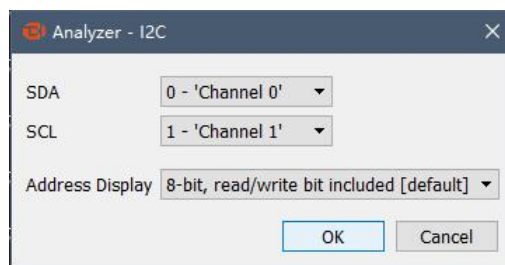 Analyzer - I2C
SDA 0 - 'Channel 0'
SCL 1 - 'Channel 1'
Address Display 8-bit, read/write bit included [default]
OK Cancel